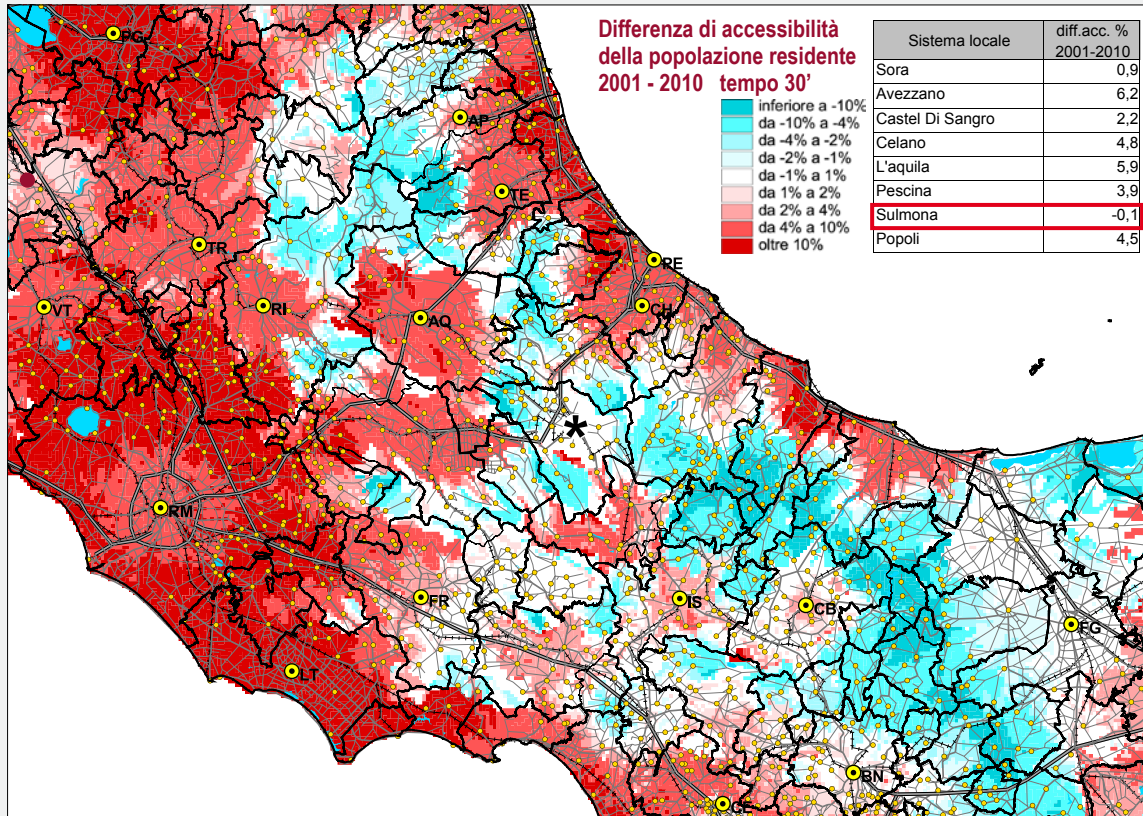 Differenza di accessibilità
della popolazione residente
2001 - 2010 tempo 30'
inferiore a -10%
da -10% a -4%
da -4% a -2%
da -2% a -1%
da -1% a 1%
da 1% a 2%
da 2% a 4%
da 4% a 10%
oltre 10%
Sistema locale diff.acc. % 2001-2010
Sora 0,9
Avezzano 6,2
Castel Di Sangro 2,2
Celano 4,8
L'aquila 5,9
Pescina 3,9
Sulmona -0,1
Popoli 4,5
PG
AP
TE
TR
PE
VT
RI
AQ
CH
*
RM
FR
IS
CB
FG
LT
BN
CE